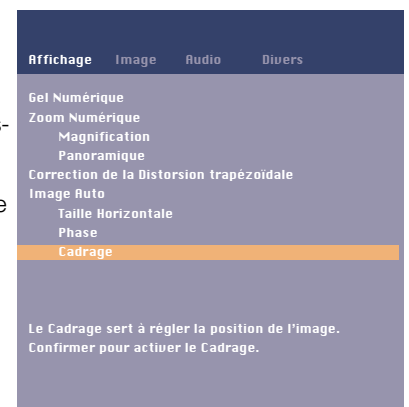 Affichage Image Audio Divers
Gel Numérique
Zoom Numérique
Magnification
Panoramique
Correction de la Distorsion trapézoïdale
Image Auto
Taille Horizontale
Phase
Cadrage
Le Cadrage sert à régler la position de l'image.
Confirmer pour activer le Cadrage.